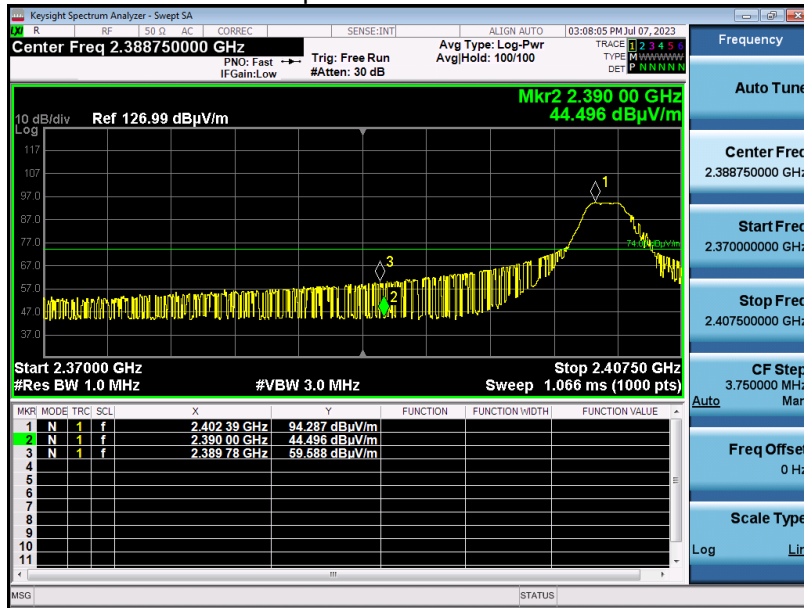 Keysight Spectrum Analyzer - Swept SA
LXI R RF 50 Ω AC CORREC SENSE:INT ALIGN AUTO 03:08:05 PM Jul 07, 2023
Center Freq 2.388750000 GHz
PNO: Fast
IFGain:Low
Trig: Free Run
#Atten: 30 dB
Avg Type: Log-Pwr
Avg|Hold: 100/100
TRACE 1 2 3 4 5 6
TYPE M WWWWW
DET P N N N N N
Mkr2 2.390 00 GHz
44.496 dBµV/m
10 dB/div Ref 126.99 dBµV/m
Log
117
107
97.0
87.0
77.0
67.0
57.0
47.0
37.0
1
3
2
Start 2.37000 GHz Stop 2.40750 GHz
#Res BW 1.0 MHz #VBW 3.0 MHz Sweep 1.066 ms (1000 pts)
MKR MODE TRC SCL X Y FUNCTION FUNCTION WIDTH FUNCTION VALUE
1 N 1 f 2.402 39 GHz 94.287 dBµV/m
2 N 1 f 2.390 00 GHz 44.496 dBµV/m
3 N 1 f 2.389 78 GHz 59.588 dBµV/m
4
5
6
7
8
9
10
11
MSG STATUS
Frequency
Auto Tune
Center Freq
2.388750000 GHz
Start Freq
2.370000000 GHz
Stop Freq
2.407500000 GHz
CF Step
3.750000 MHz
Auto Man
Freq Offset
0 Hz
Scale Type
Log Lin